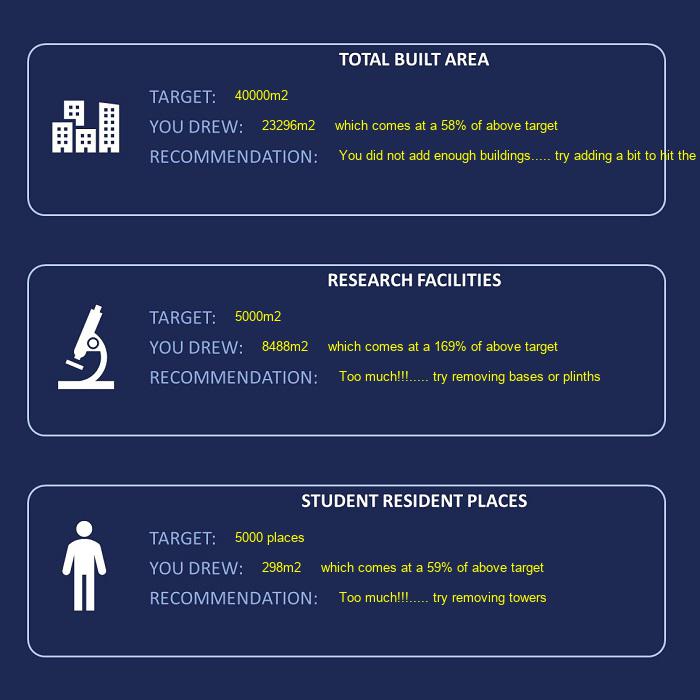 TOTAL BUILT AREA
TARGET: 40000m2
YOU DREW: 23296m2 which comes at a 58% of above target
RECOMMENDATION: You did not add enough buildings..... try adding a bit to hit the
RESEARCH FACILITIES
TARGET: 5000m2
YOU DREW: 8488m2 which comes at a 169% of above target
RECOMMENDATION: Too much!!!..... try removing bases or plinths
STUDENT RESIDENT PLACES
TARGET: 5000 places
YOU DREW: 298m2 which comes at a 59% of above target
RECOMMENDATION: Too much!!!..... try removing towers